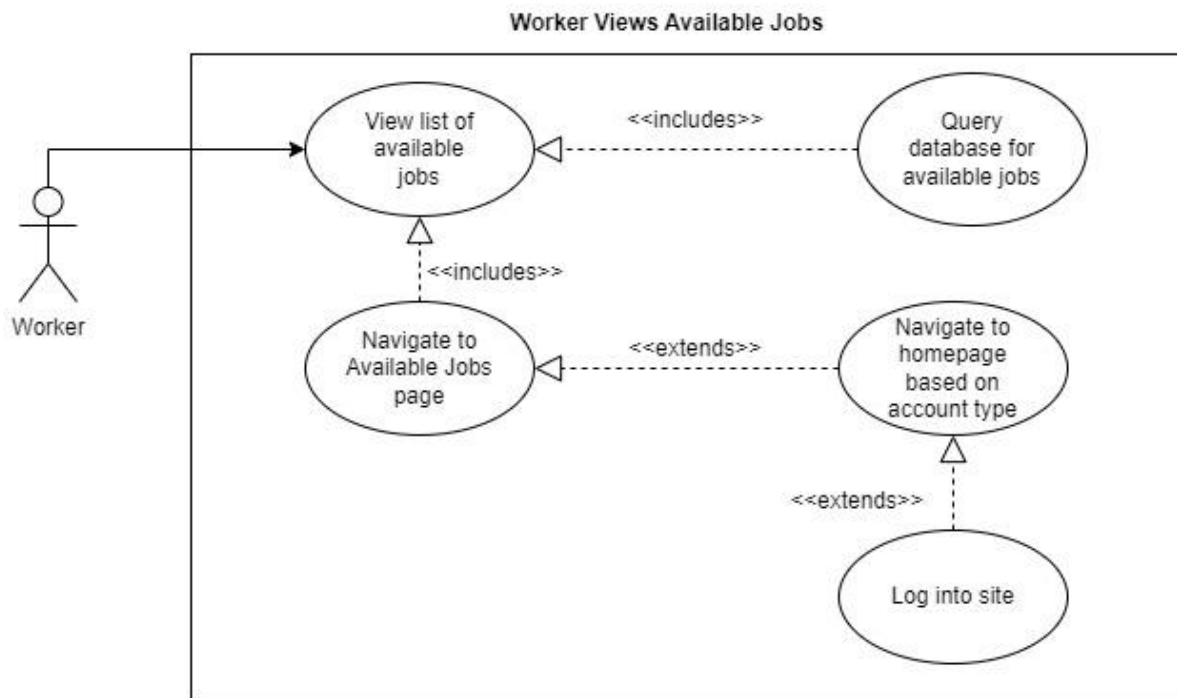 Worker Views Available Jobs
View list of
available
jobs
<<includes>>
Query
database for
available jobs
<<includes>>
Worker
Navigate to
Available Jobs
page
<<extends>>
Navigate to
homepage
based on
account type
<<extends>>
Log into site